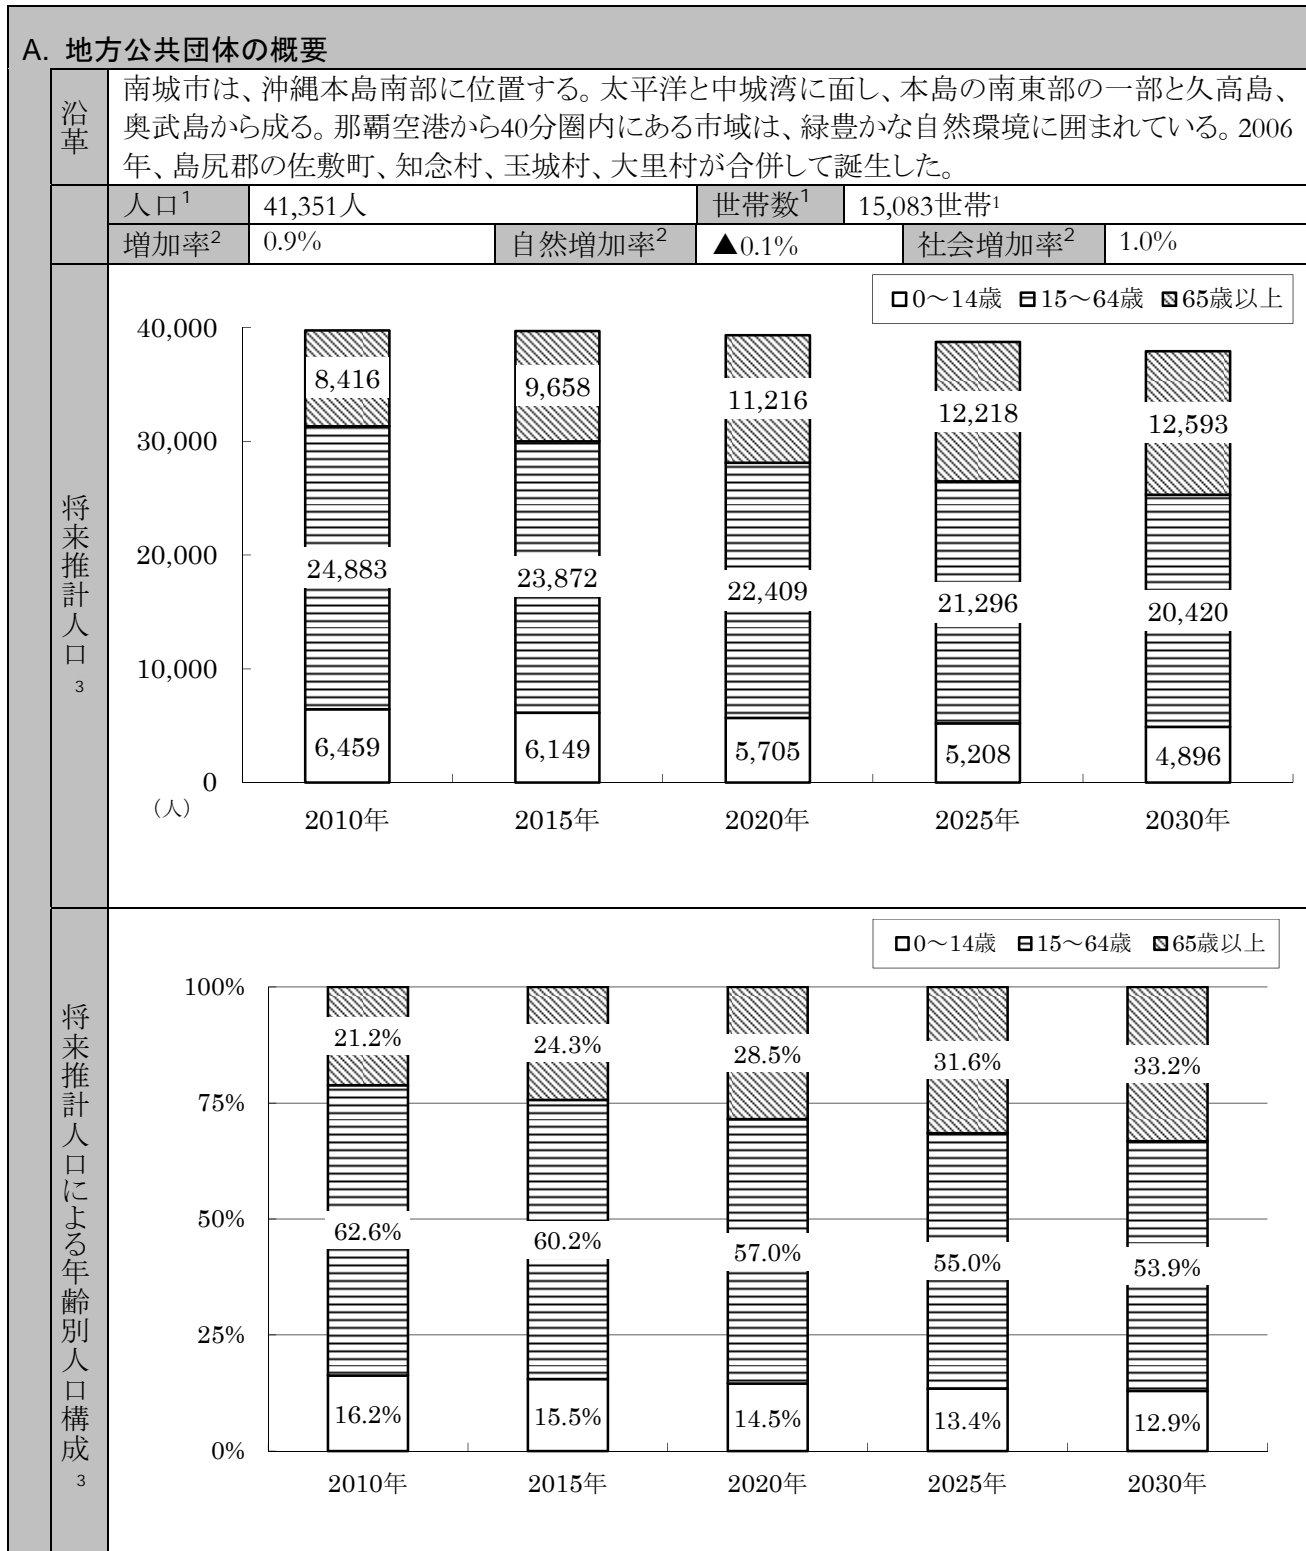 A. 地方公共団体の概要
沿革
南城市は、沖縄本島南部に位置する。太平洋と中城湾に面し、本島の南東部の一部と久高島、
奥武島から成る。那覇空港から40分圏内にある市域は、緑豊かな自然環境に囲まれている。2006
年、島尻郡の佐敷町、知念村、玉城村、大里村が合併して誕生した。
人口1 41,351人 世帯数1 15,083世帯1
増加率2 0.9% 自然増加率2 ▲0.1% 社会増加率2 1.0%
将来推計人口3
0～14歳 15～64歳 65歳以上
40,000
30,000
20,000
10,000
0
(人)
8,416 9,658 11,216 12,218 12,593
24,883 23,872 22,409 21,296 20,420
6,459 6,149 5,705 5,208 4,896
2010年 2015年 2020年 2025年 2030年
将来推計人口による年齢別人口構成3
0～14歳 15～64歳 65歳以上
100%
75%
50%
25%
0%
21.2% 24.3% 28.5% 31.6% 33.2%
62.6% 60.2% 57.0% 55.0% 53.9%
16.2% 15.5% 14.5% 13.4% 12.9%
2010年 2015年 2020年 2025年 2030年